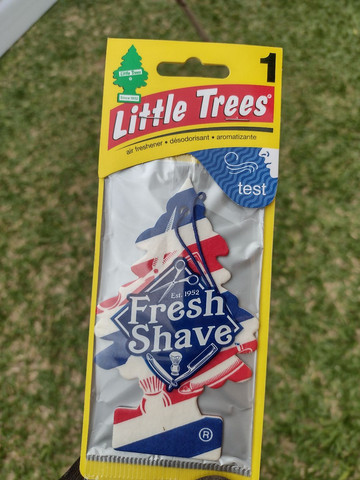 1
Little Trees
Little Trees®
air freshener • désodorisant • aromatizante
test
Est. 1952
Fresh
Shave
®